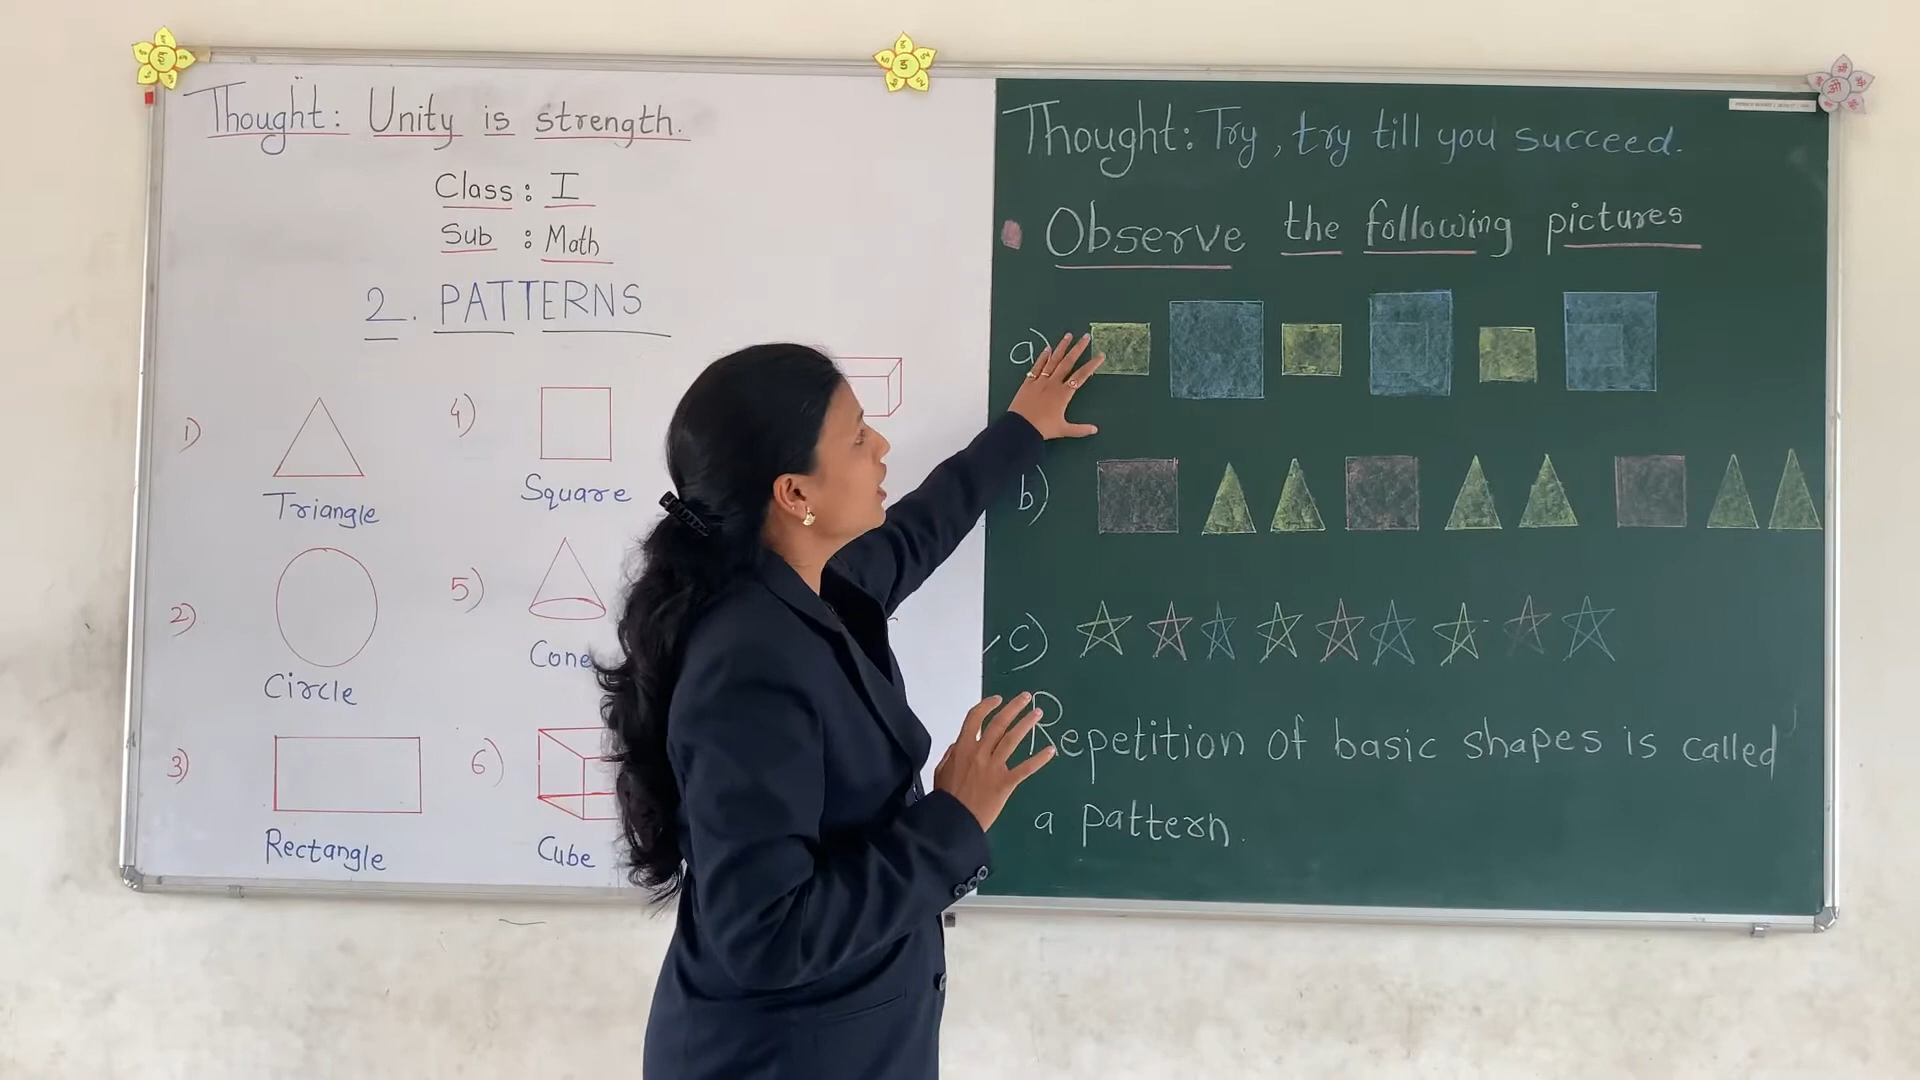 Thought: Unity is strength.
Class: I
Sub : Math
2. PATTERNS
1)
Triangle
2)
Circle
3)
Rectangle
4)
Square
5)
Cone
6)
Cube
Thought: Try, try till you succeed.
Observe the following pictures
a)
b)
c)
Repetition of basic shapes is called
a pattern.